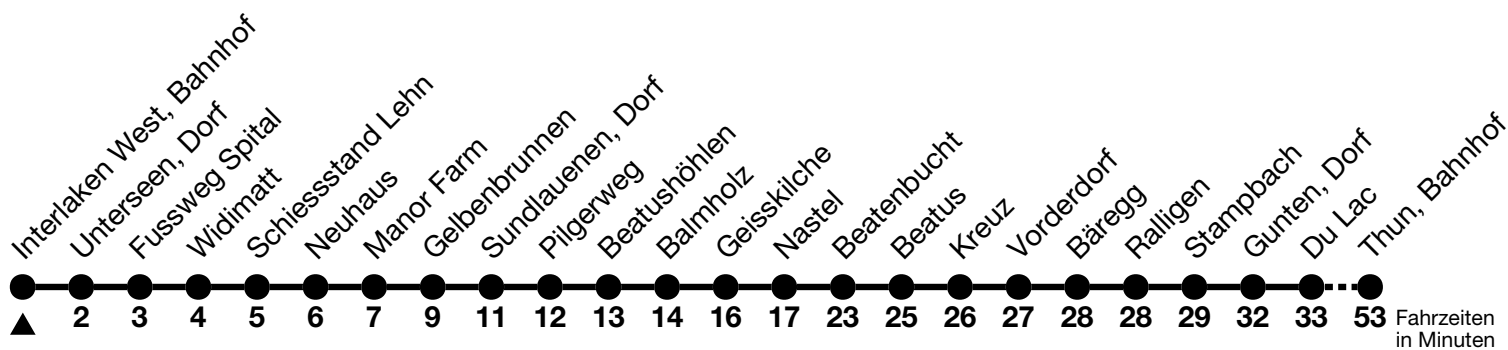 Interlaken West, Bahnhof
Unterseen, Dorf
Fussweg Spital
Widimatt
Schiessstand Lehn
Neuhaus
Manor Farm
Gelbenbrunnen
Sundlauenen, Dorf
Pilgerweg
Beatushöhlen
Balmholz
Geisskilche
Nastel
Beatenbucht
Beatus
Kreuz
Vorderdorf
Bäregg
Ralligen
Stampbach
Gunten, Dorf
Du Lac
Thun, Bahnhof
2 3 4 5 6 7 9 11 12 13 14 16 17 23 25 26 27 28 28 29 32 33 53 Fahrzeiten
in Minuten